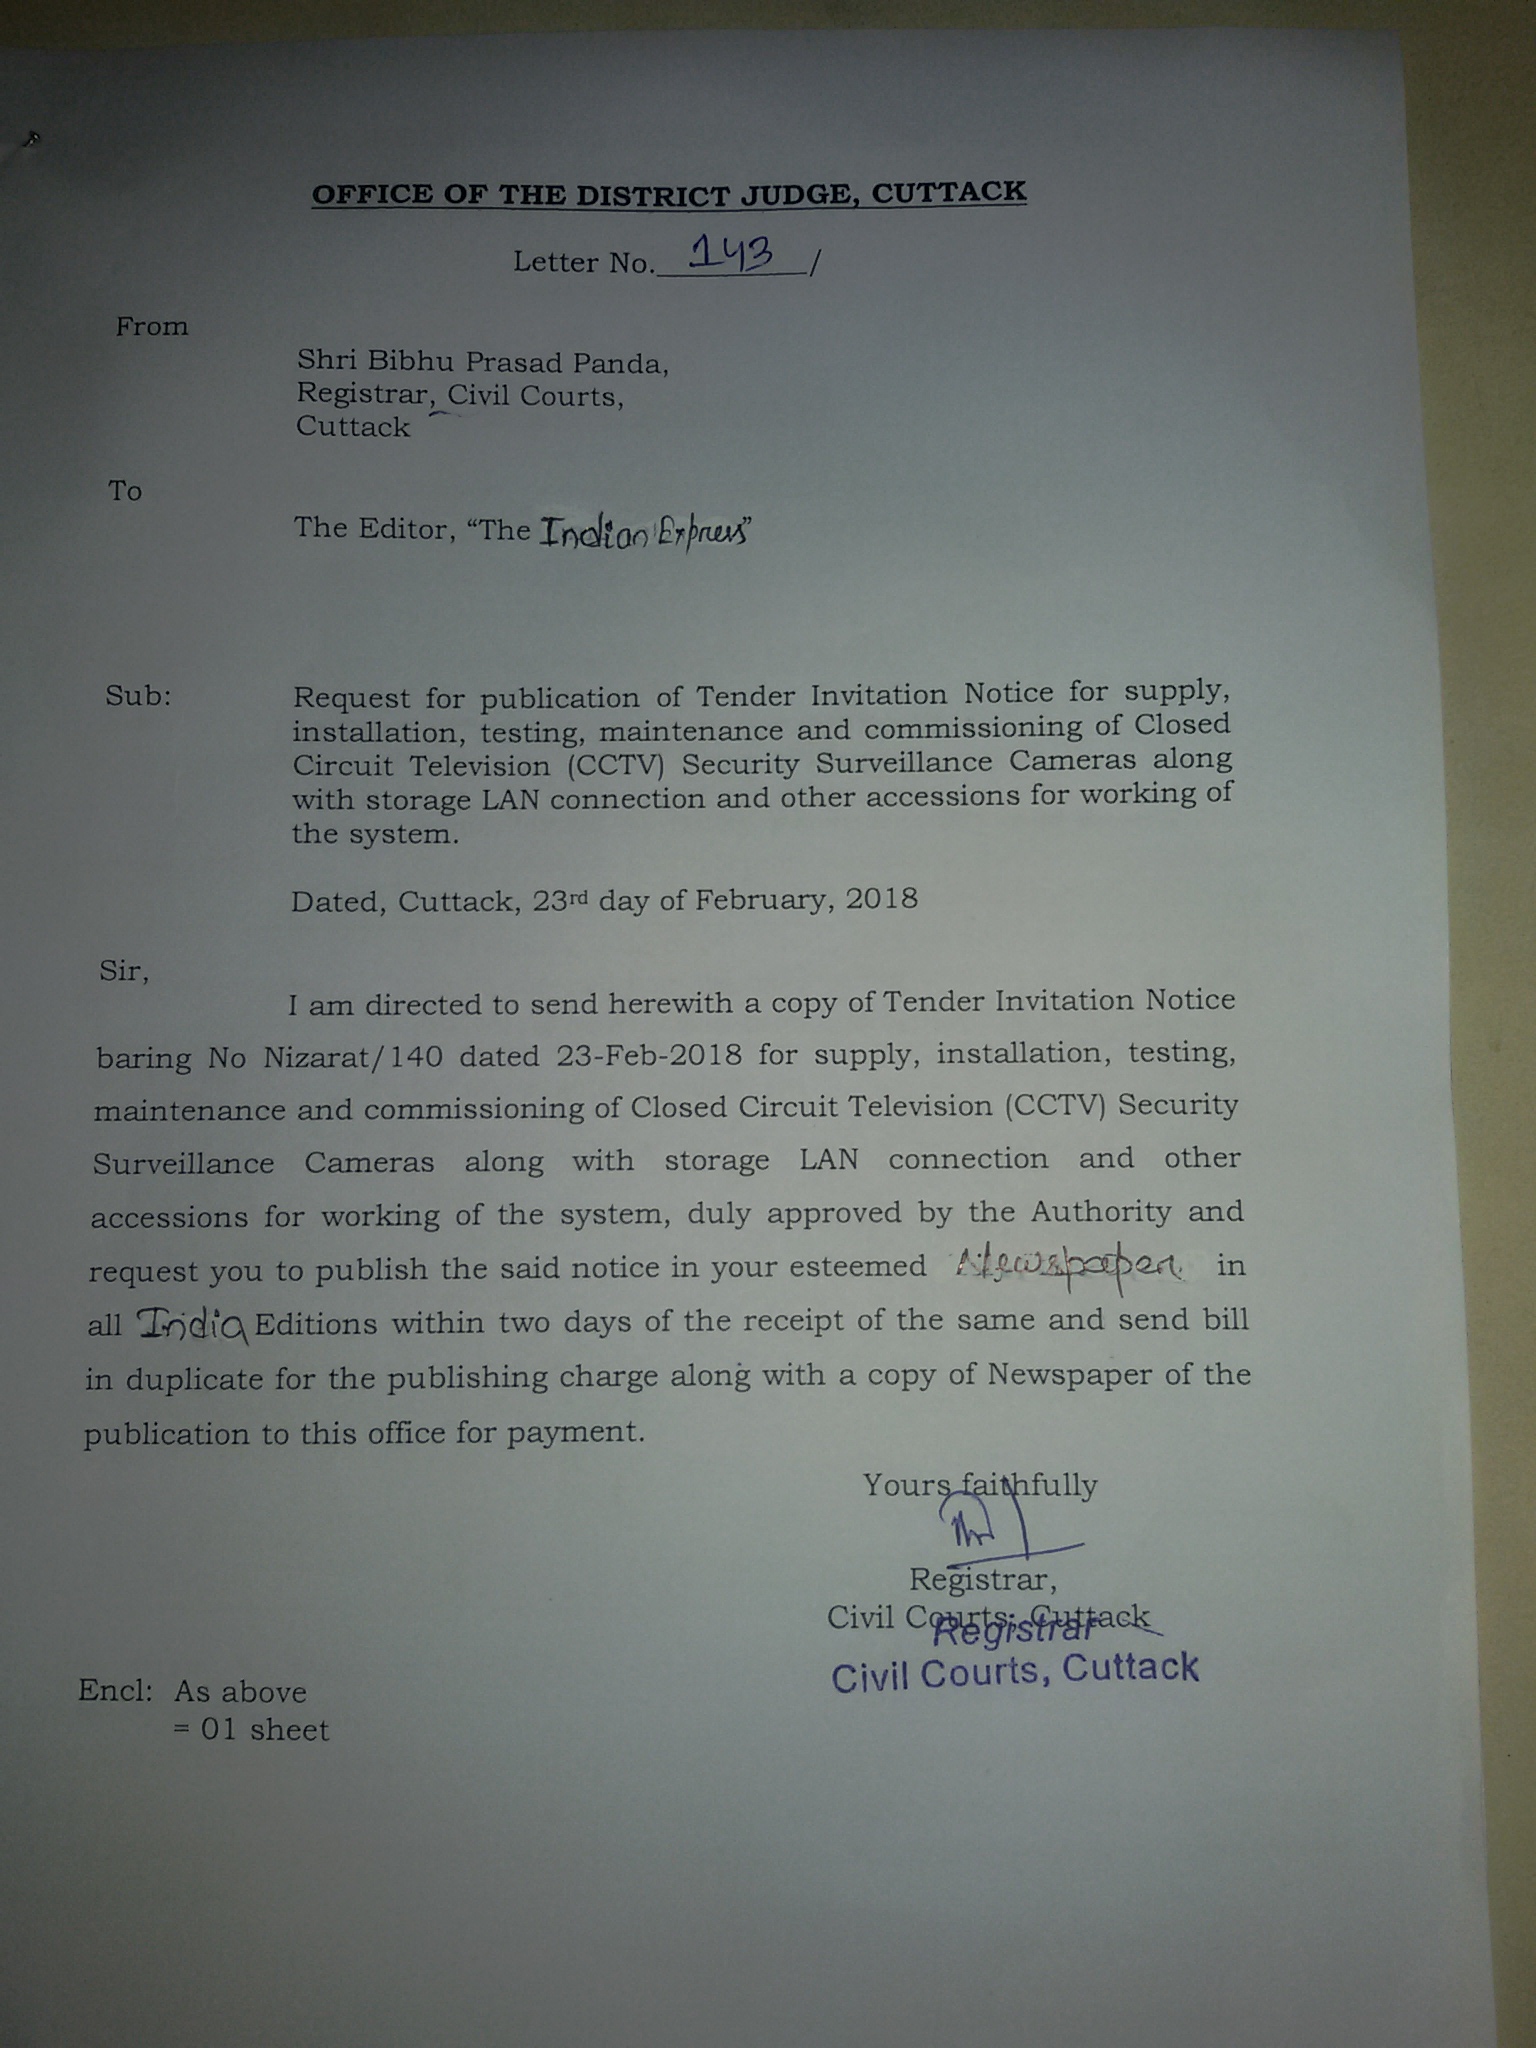 OFFICE OF THE DISTRICT JUDGE, CUTTACK
Letter No. 143 /
From
Shri Bibhu Prasad Panda,
Registrar, Civil Courts,
Cuttack
To
The Editor, “The Indian Express”
Sub: Request for publication of Tender Invitation Notice for supply,
installation, testing, maintenance and commissioning of Closed
Circuit Television (CCTV) Security Surveillance Cameras along
with storage LAN connection and other accessions for working of
the system.
Dated, Cuttack, 23rd day of February, 2018
Sir,
I am directed to send herewith a copy of Tender Invitation Notice
baring No Nizarat/140 dated 23-Feb-2018 for supply, installation, testing,
maintenance and commissioning of Closed Circuit Television (CCTV) Security
Surveillance Cameras along with storage LAN connection and other
accessions for working of the system, duly approved by the Authority and
request you to publish the said notice in your esteemed Newspaper in
all India Editions within two days of the receipt of the same and send bill
in duplicate for the publishing charge along with a copy of Newspaper of the
publication to this office for payment.
Yours faithfully
Registrar,
Civil Courts, Cuttack
Registrar
Civil Courts, Cuttack
Encl: As above
= 01 sheet